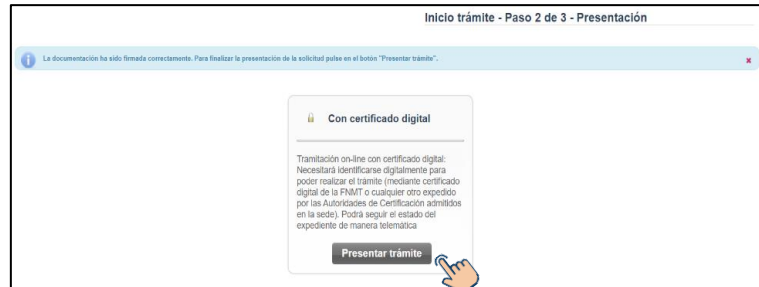 Inicio trámite - Paso 2 de 3 - Presentación
La documentación ha sido firmada correctamente. Para finalizar la presentación de la solicitud pulse en el botón "Presentar trámite".
Con certificado digital
Tramitación on-line con certificado digital:
Necesitará identificarse digitalmente para
poder realizar el trámite (mediante certificado
digital de la FNMT o cualquier otro expedido
por las Autoridades de Certificación admitidos
en la sede). Podrá seguir el estado del
expediente de manera telemática
Presentar trámite